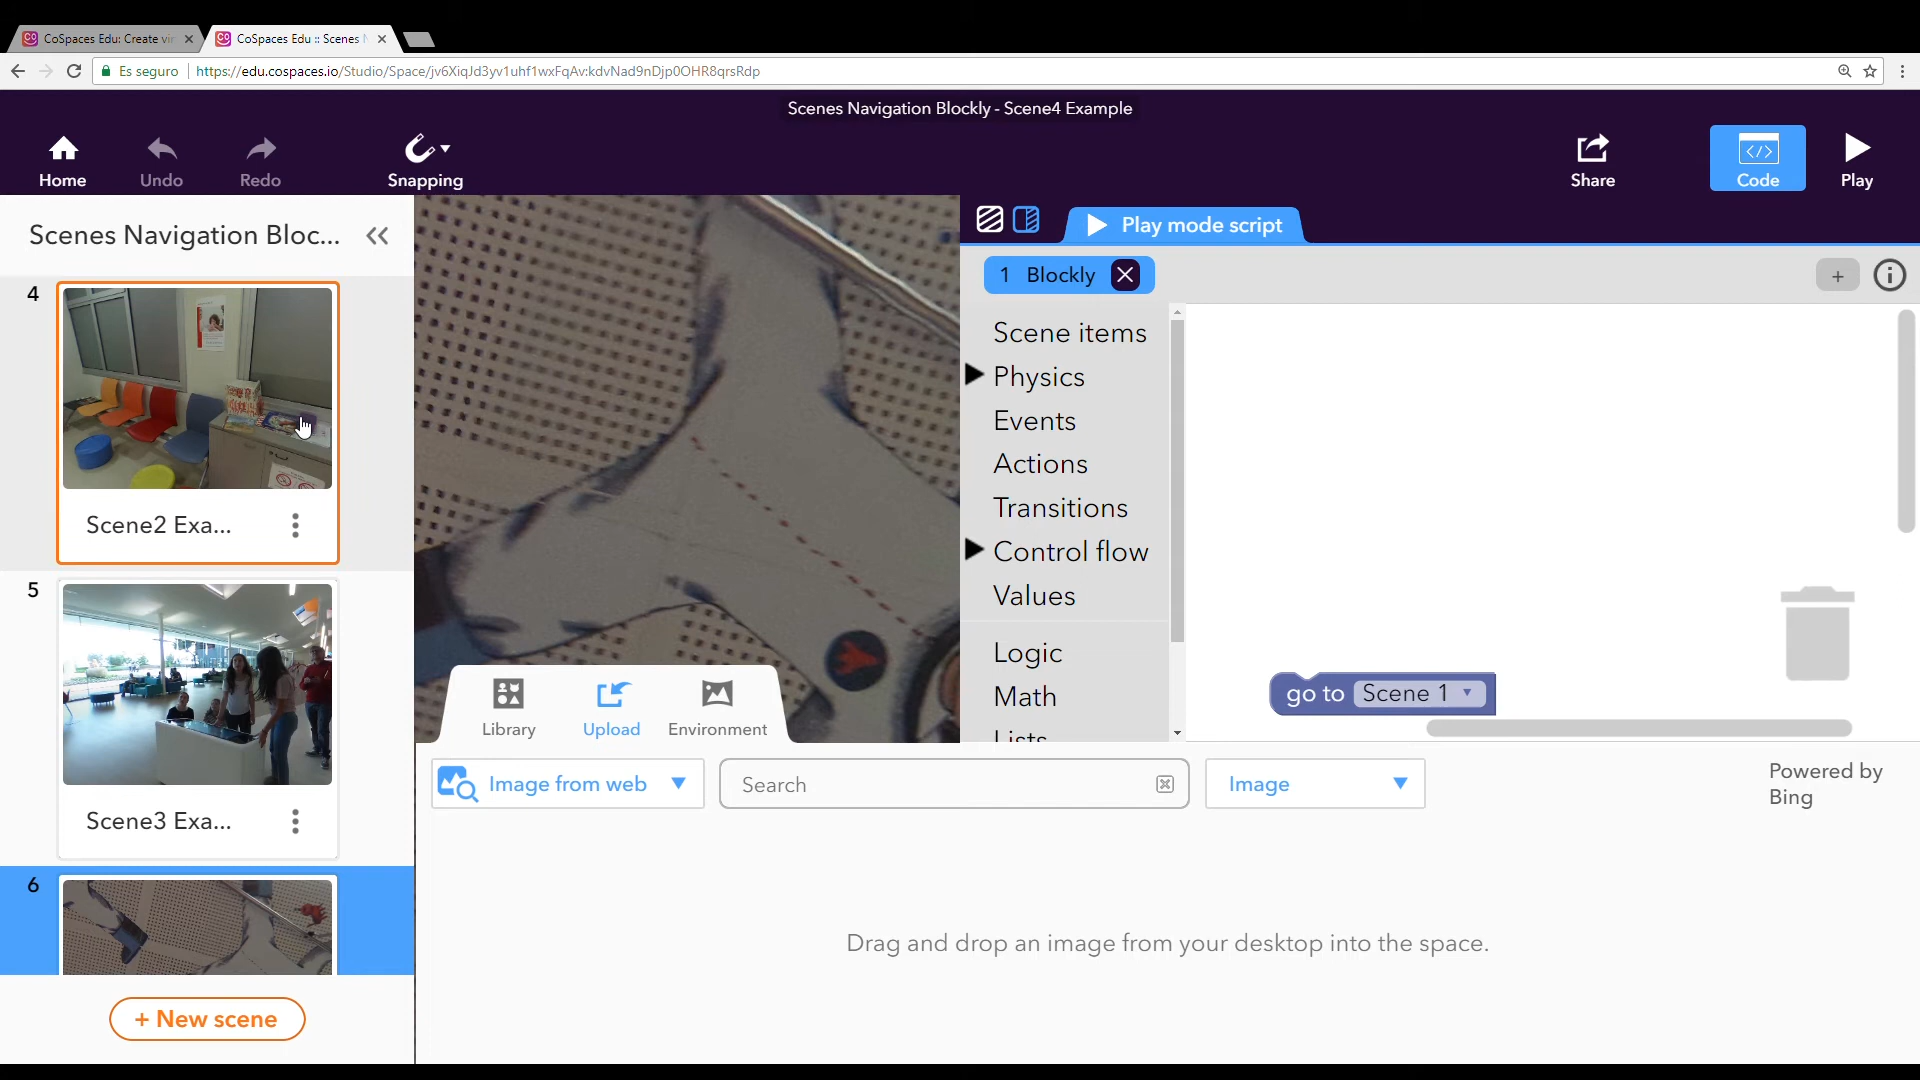 CoSpaces Edu: Create vir
CoSpaces Edu :: Scenes N
Es seguro
https://edu.cospaces.io/Studio/Space/jv6XiqJd3yv1uhf1wxFqAv:kdvNad9nDjp0OHR8qrsRdp
Scenes Navigation Blockly - Scene4 Example
Home
Undo
Redo
Snapping
Share
Code
Play
Scenes Navigation Bloc...
Play mode script
1 Blockly
4
Scene2 Exa...
5
Scene3 Exa...
6
+ New scene
Scene items
Physics
Events
Actions
Transitions
Control flow
Values
Logic
Math
Lists
go to Scene 1
Library
Upload
Environment
Image from web
Search
Image
Powered by
Bing
Drag and drop an image from your desktop into the space.